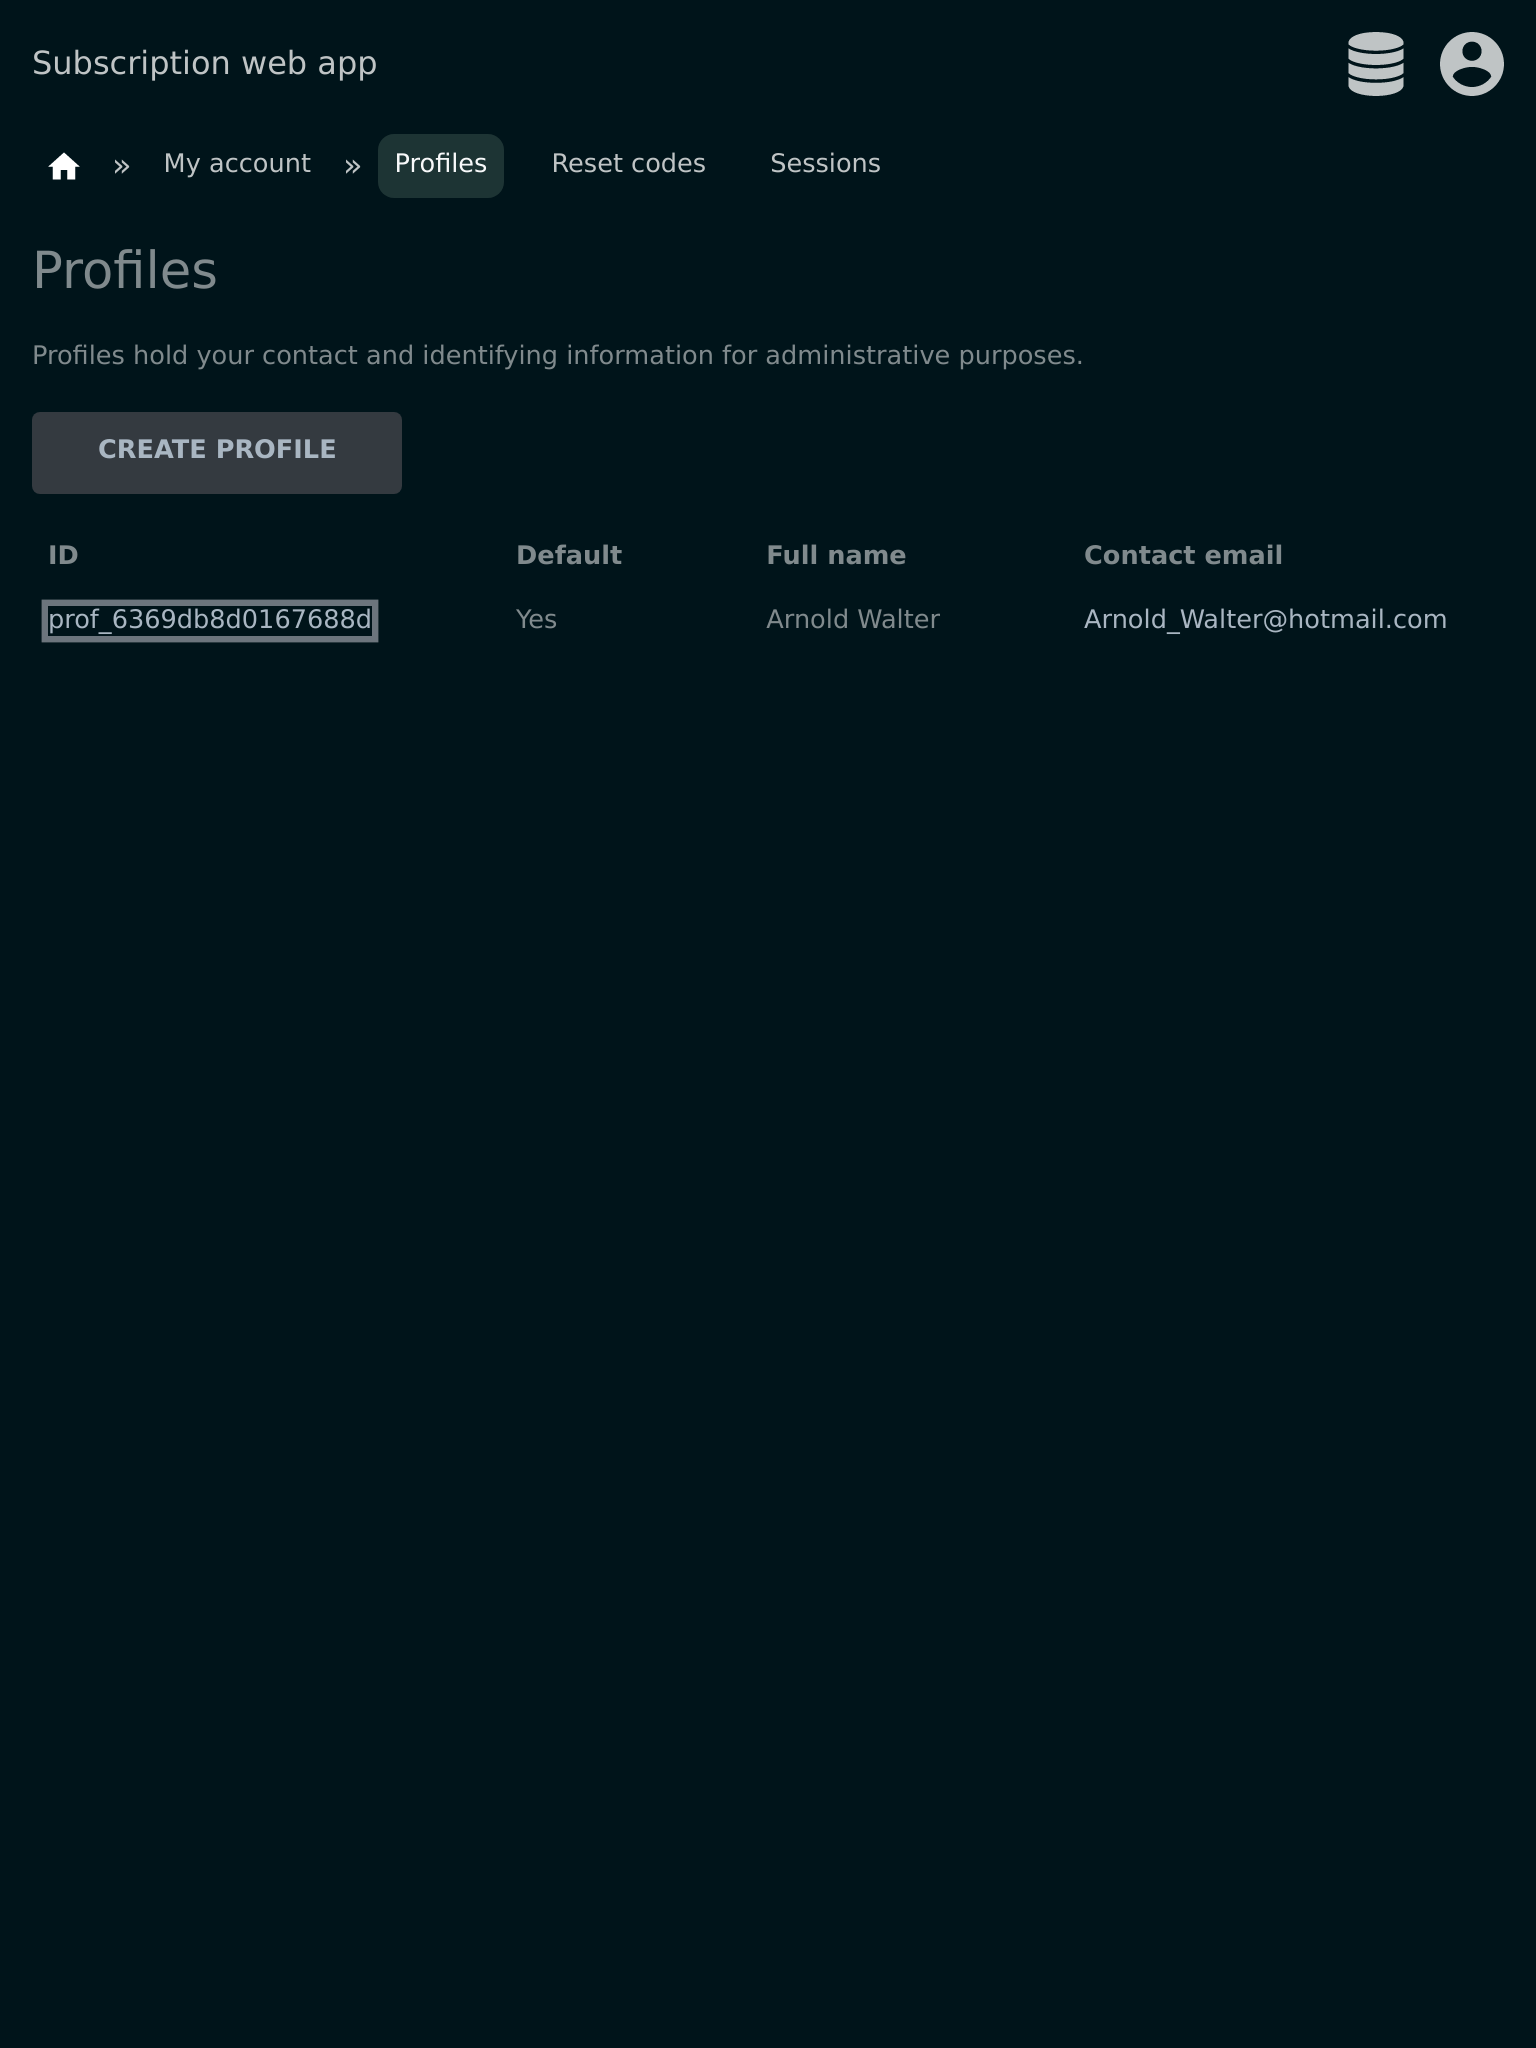 Subscription web app
» My account » Profiles Reset codes Sessions
Profiles
Profiles hold your contact and identifying information for administrative purposes.
CREATE PROFILE
ID Default Full name Contact email
prof_6369db8d0167688d Yes Arnold Walter Arnold_Walter@hotmail.com